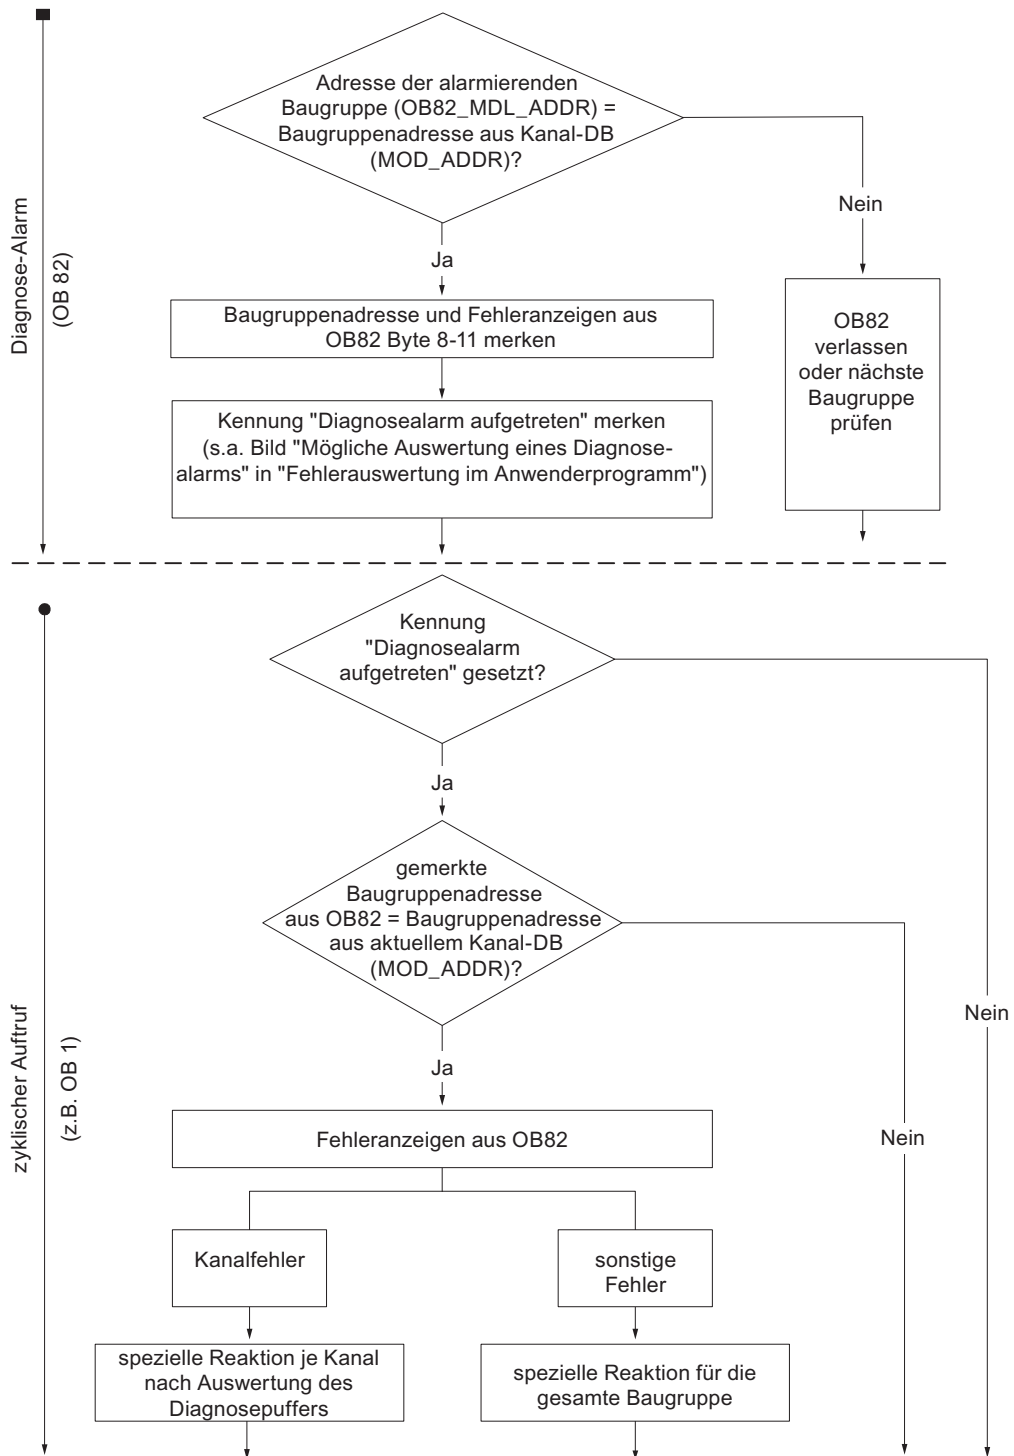 Adresse der alarmierenden
Baugruppe (OB82_MDL_ADDR) =
Baugruppenadresse aus Kanal-DB
(MOD_ADDR)?
Nein
Diagnose-Alarm
(OB 82)
Ja
Baugruppenadresse und Fehleranzeigen aus
OB82 Byte 8-11 merken
OB82
verlassen
oder nächste
Baugruppe
prüfen
Kennung "Diagnosealarm aufgetreten" merken
(s.a. Bild "Mögliche Auswertung eines Diagnose-
alarms" in "Fehlerauswertung im Anwenderprogramm")
Kennung
"Diagnosealarm
aufgetreten" gesetzt?
Ja
gemerkte
Baugruppenadresse
aus OB82 = Baugruppenadresse
aus aktuellem Kanal-DB
(MOD_ADDR)?
Nein
zyklischer Auftruf
(z.B. OB 1)
Ja
Fehleranzeigen aus OB82
Nein
Kanalfehler
sonstige
Fehler
spezielle Reaktion je Kanal
nach Auswertung des
Diagnosepuffers
spezielle Reaktion für die
gesamte Baugruppe